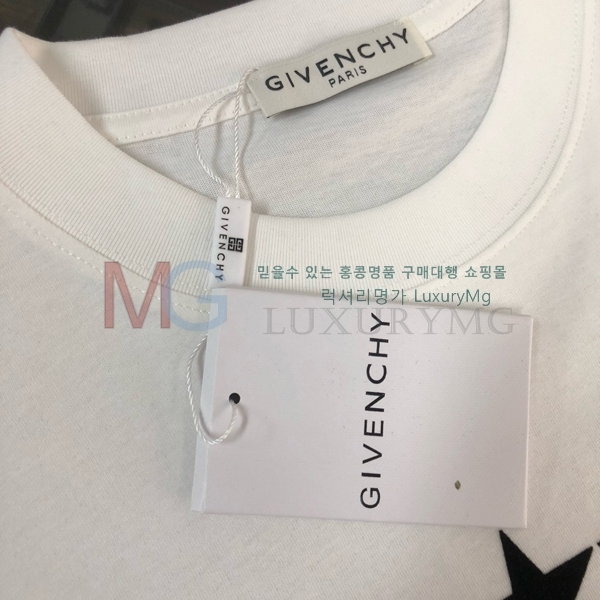 GIVENCHY
PARIS
GIVENCHY
MG
믿을수 있는 홍콩명품 구매대행 쇼핑몰
럭셔리명가 LuxuryMg
LUXURYMG
GIVENCHY